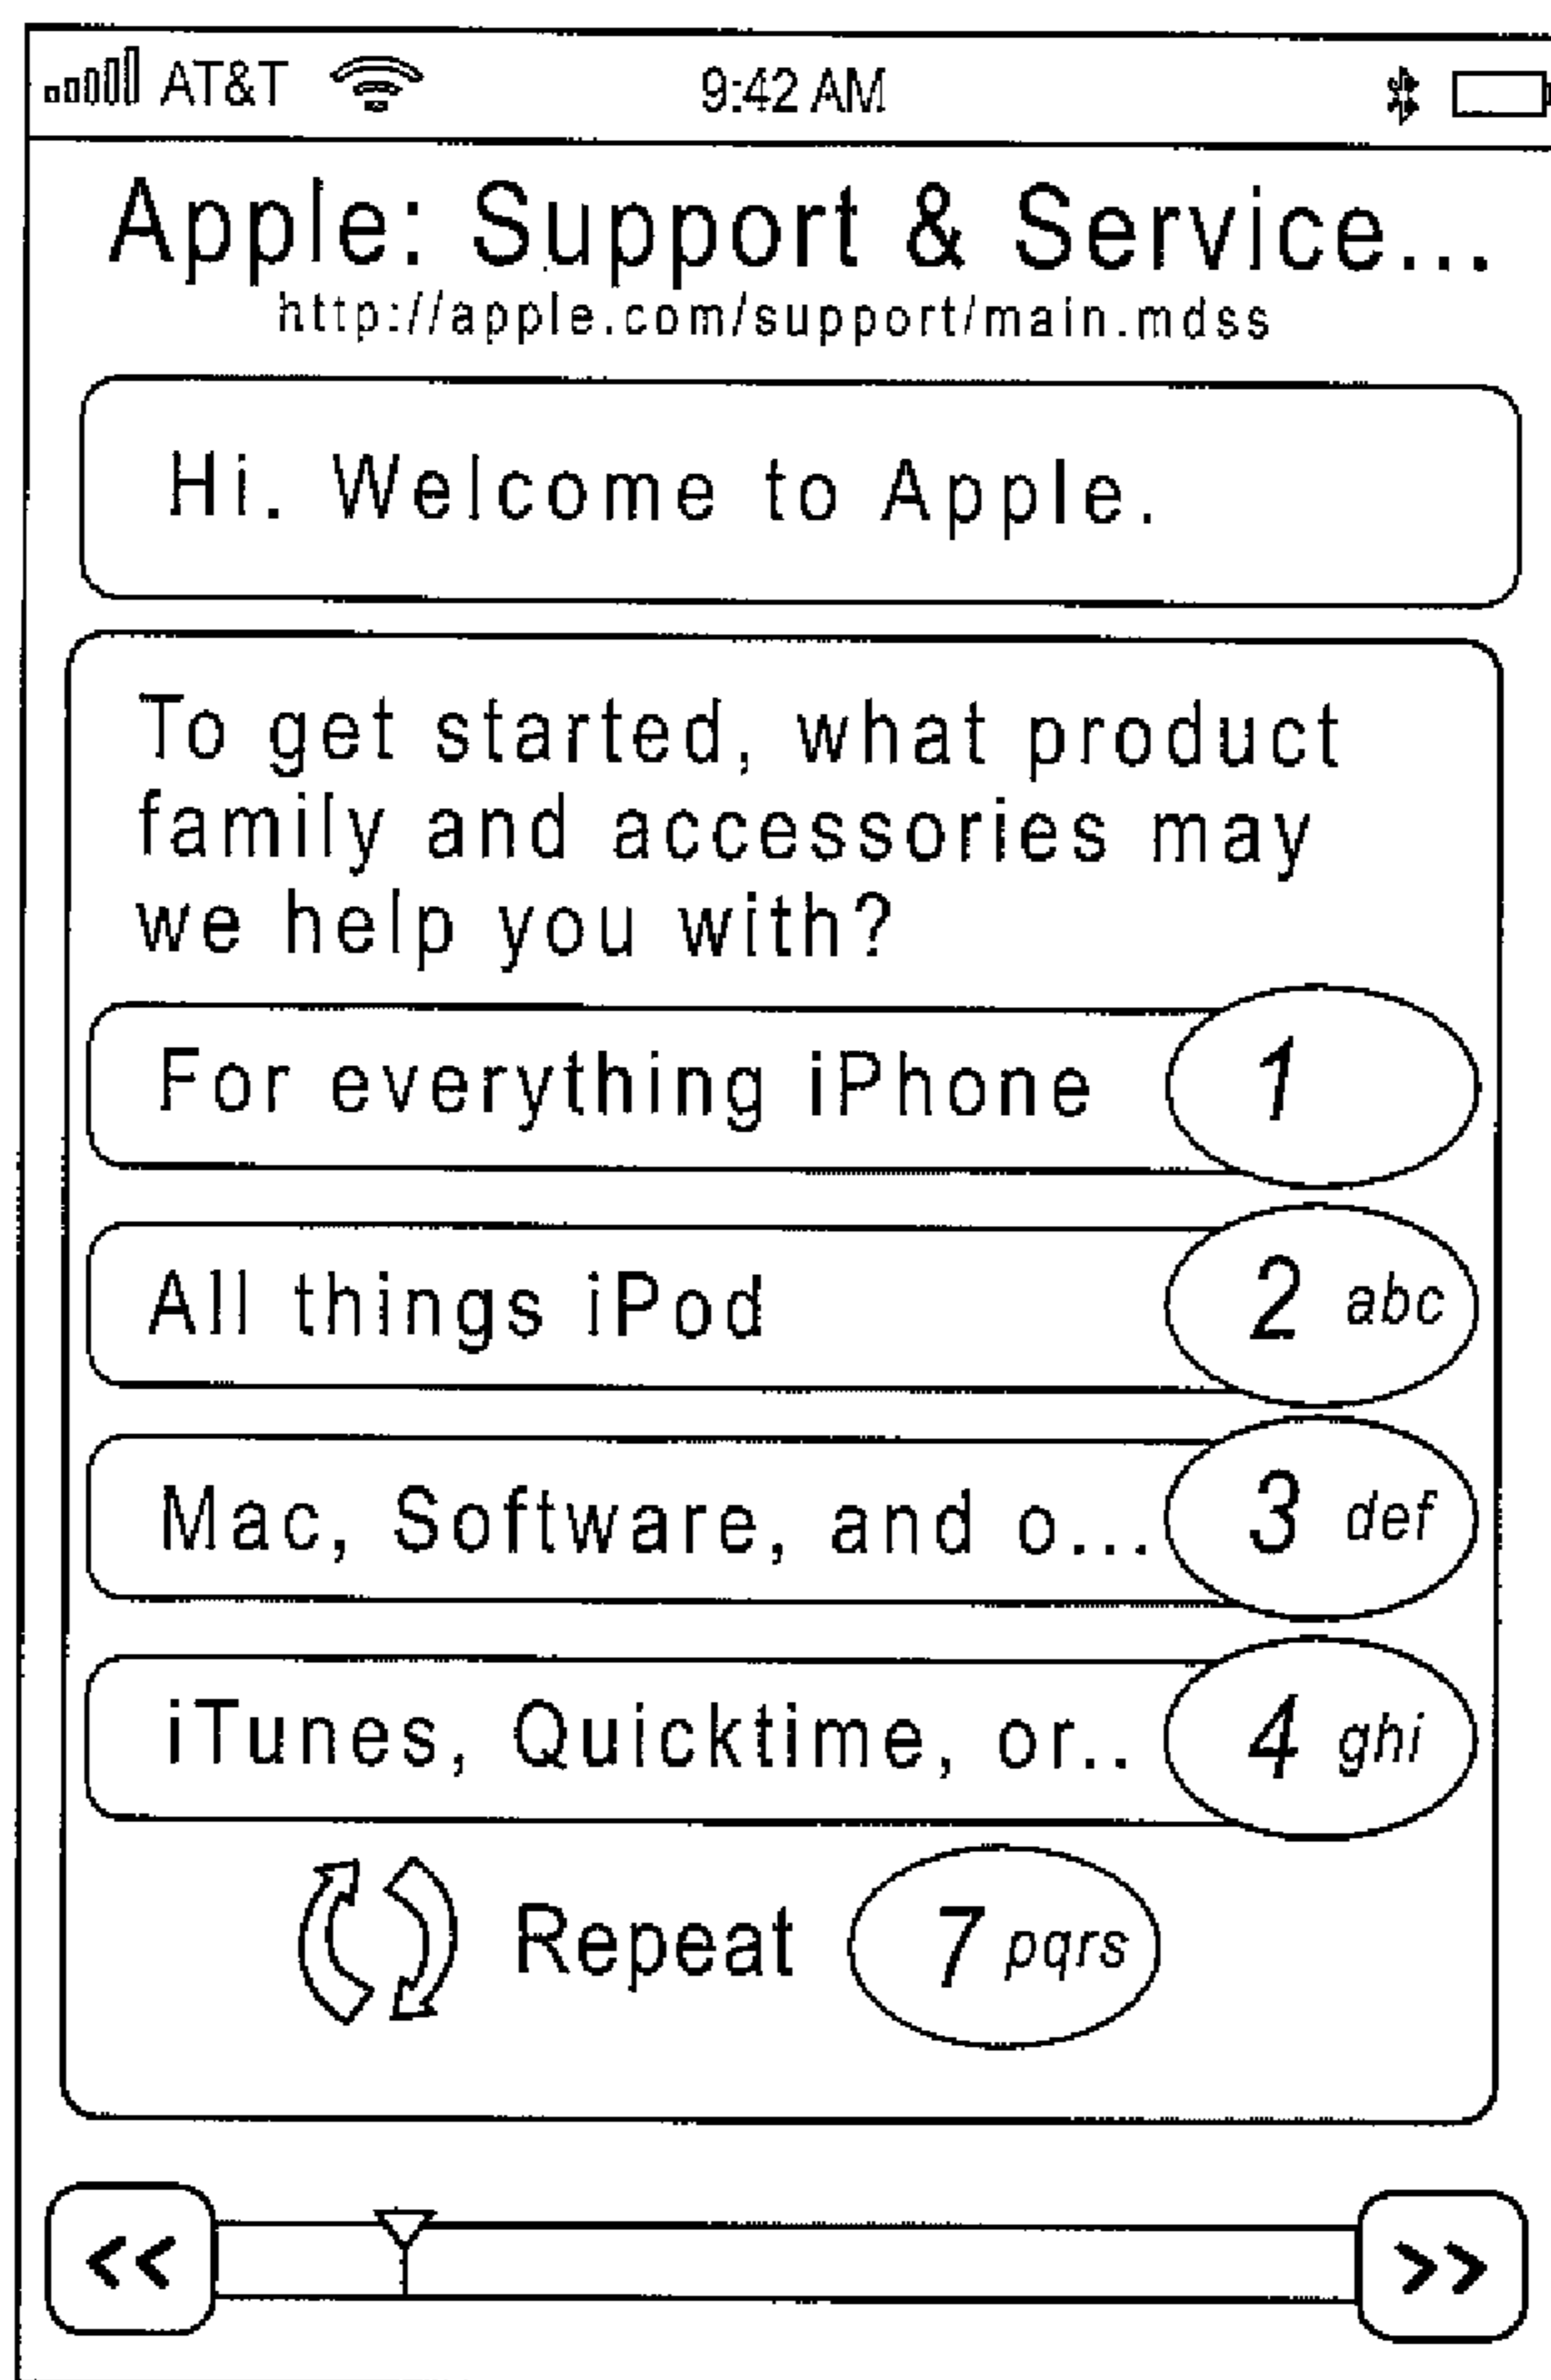 AT&T 9:42 AM
Apple: Support & Service...
http://apple.com/support/main.mdss
Hi. Welcome to Apple.
To get started, what product
family and accessories may
we help you with?
For everything iPhone 1
All things iPod 2 abc
Mac, Software, and o... 3 def
iTunes, Quicktime, or.. 4 ghi
Repeat 7 pqrs
<< >>